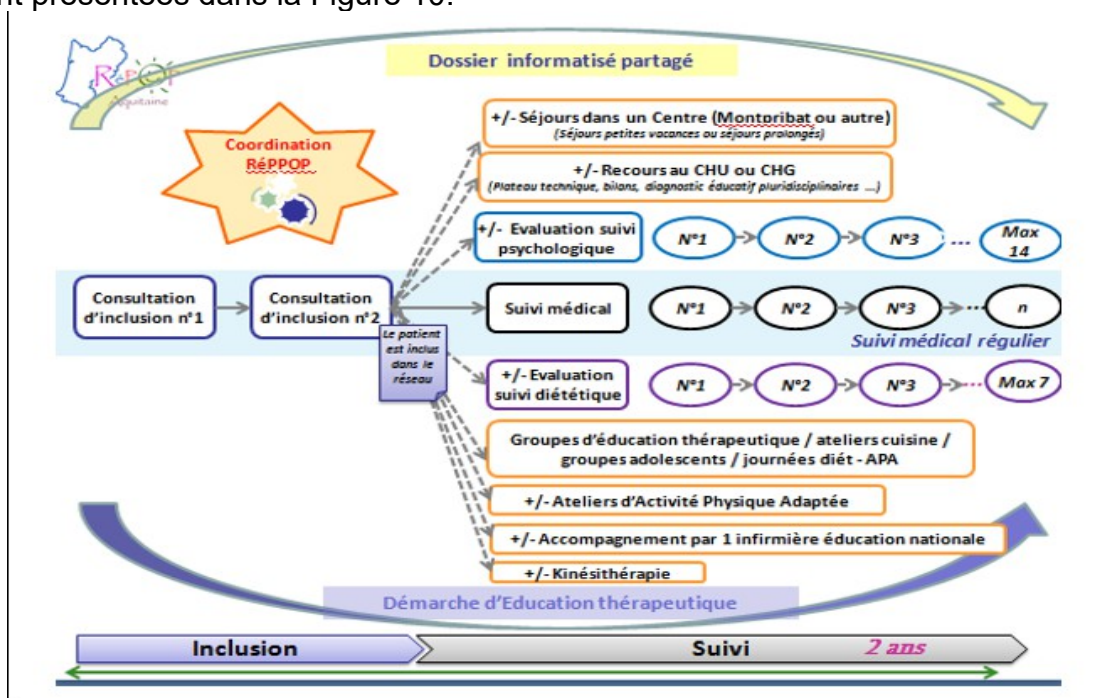 nt présentées dans la Figure 10.
Dossier informatisé partagé
RéPPOP
Aquitaine
Coordination
RéPPOP
+/- Séjours dans un Centre (Montpribat ou autre)
(Séjours petites vacances ou séjours prolongés)
+/- Recours au CHU ou CHG
(Plateau technique, bilans, diagnostic éducatif pluridisciplinaires ...)
+/- Evaluation suivi
psychologique
N°1
N°2
N°3
...
Max
14
Consultation
d'inclusion n°1
Consultation
d'inclusion n°2
Suivi médical
N°1
N°2
N°3
...
n
Suivi médical régulier
Le patient
est inclus
dans le
réseau
+/- Evaluation
suivi diététique
N°1
N°2
N°3
...
Max 7
Groupes d'éducation thérapeutique / ateliers cuisine /
groupes adolescents / journées diét - APA
+/- Ateliers d'Activité Physique Adaptée
+/- Accompagnement par 1 infirmière éducation nationale
+/- Kinésithérapie
Démarche d'Education thérapeutique
Inclusion
Suivi
2 ans